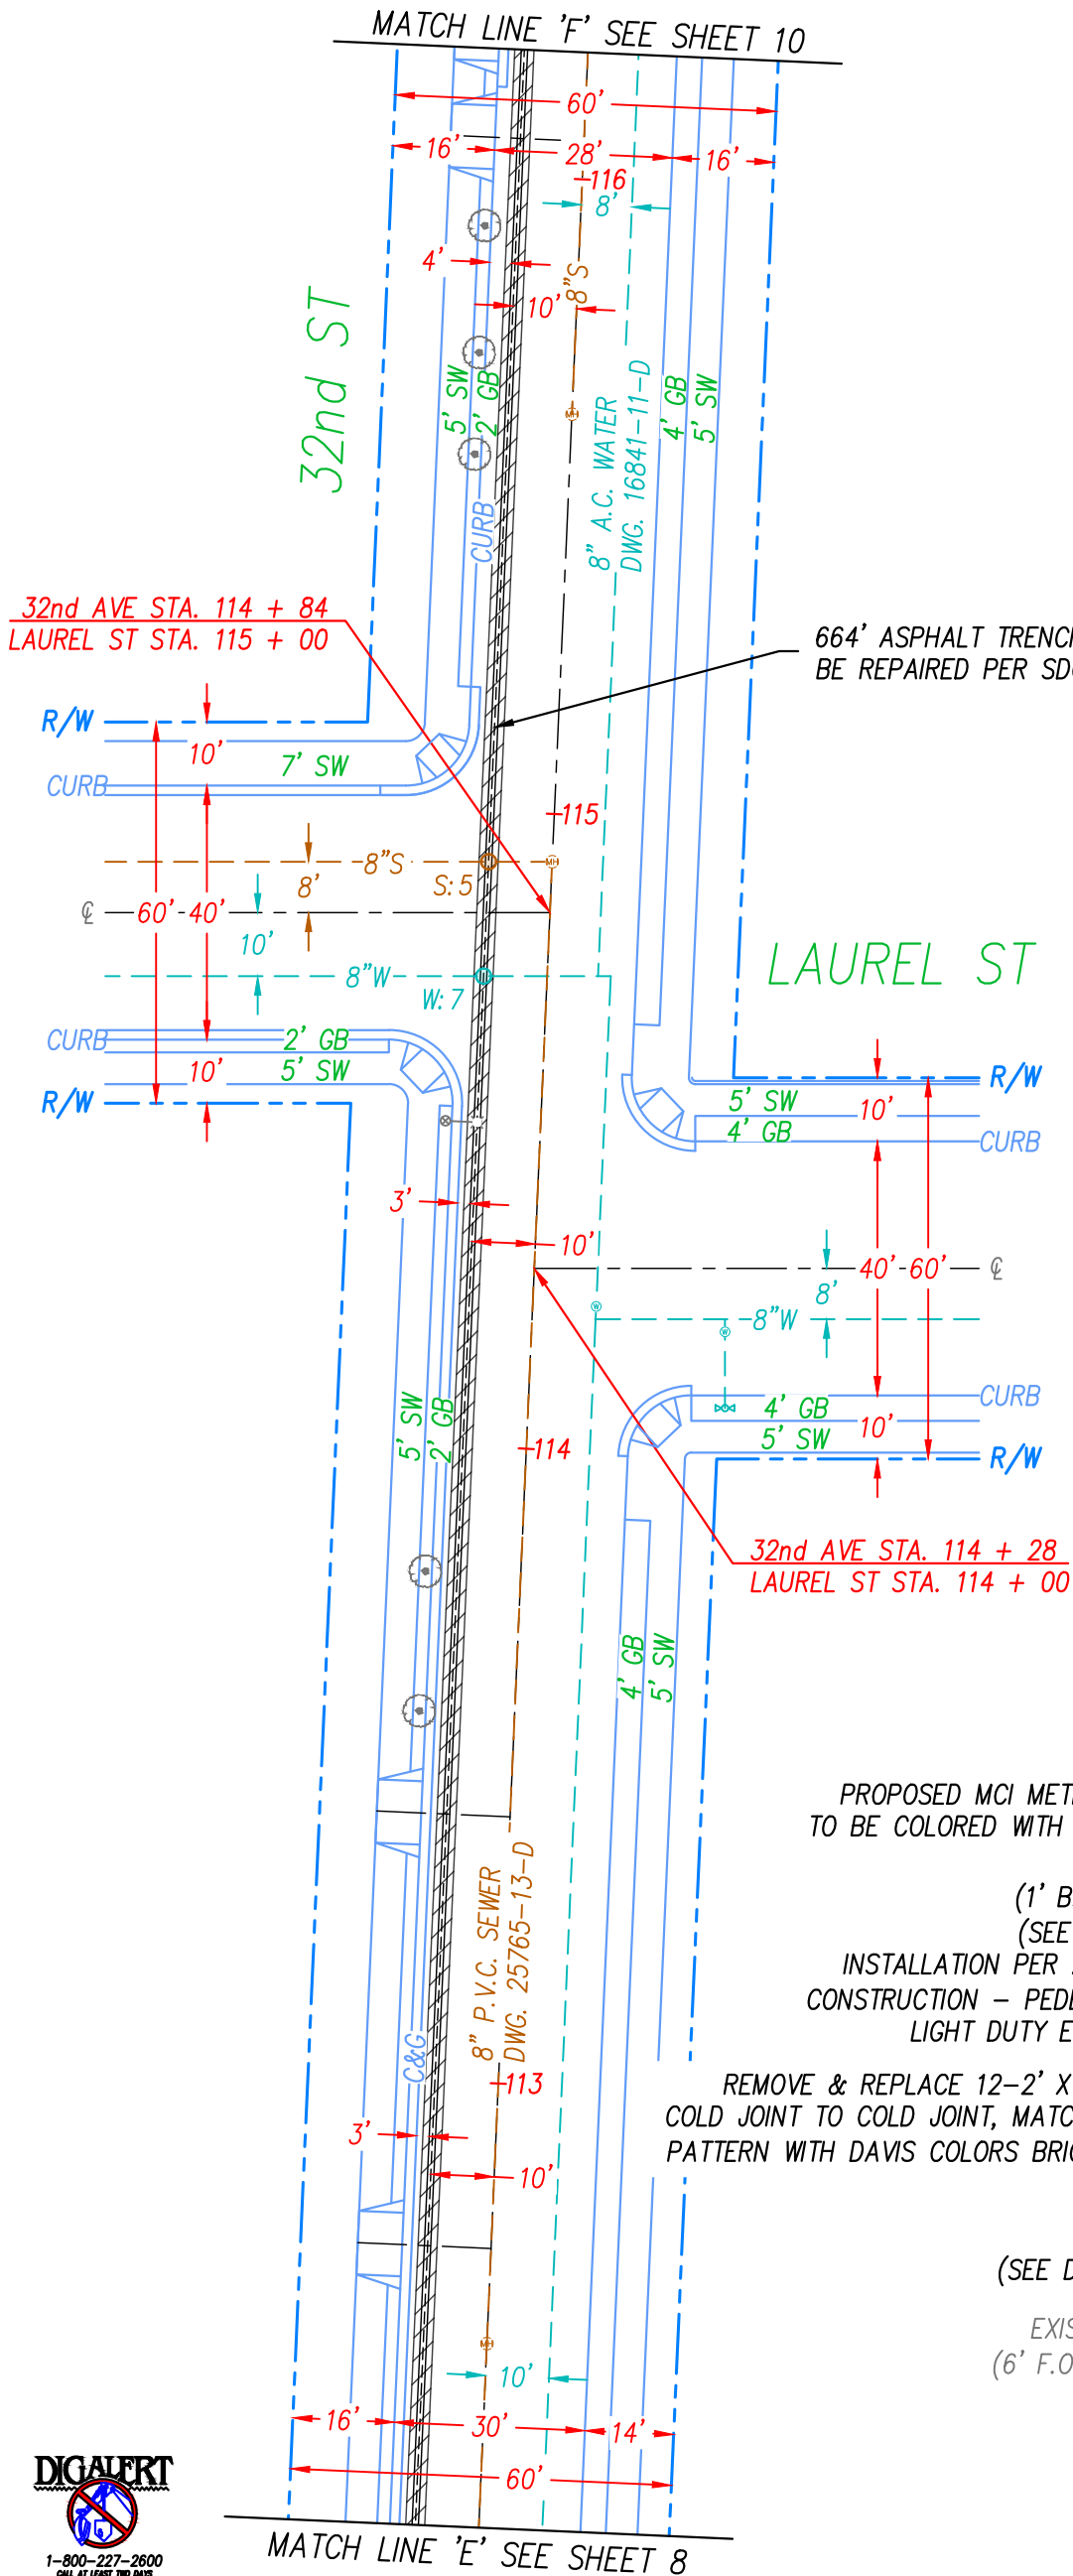 MATCH LINE 'F' SEE SHEET 10
60'
16'
28'
16'
116
8'
4'
8"S
10'
32nd ST
5' SW
2' GB
4' GB
5' SW
8" A.C. WATER
DWG. 16841-11-D
CURB
32nd AVE STA. 114 + 84
LAUREL ST STA. 115 + 00
664' ASPHALT TRENCH
BE REPAIRED PER
R/W
10'
7' SW
CURB
115
8"S
S: 5
8'
60'
40'
10'
LAUREL ST
8"W
W: 7
CURB
2' GB
5' SW
10'
R/W
R/W
5' SW
10'
4' GB
CURB
3'
10'
40'
60'
8'
8"W
5' SW
2' GB
CURB
4' GB
10'
5' SW
114
R/W
32nd AVE STA. 114 + 28
LAUREL ST STA. 114 + 00
4' GB
5' SW
PROPOSED MCI
TO BE COLORED WITH
8" P.V.C. SEWER
DWG. 25765-13-D
(1'
(SEE
INSTALLATION PER
CONSTRUCTION -
LIGHT DUTY
C&G
113
REMOVE & REPLACE 12-2' X
COLD JOINT TO COLD JOINT,
PATTERN WITH DAVIS COLORS
3'
10'
(SEE
(6'
10'
16'
30'
14'
60'
DIGALERT
1-800-227-2600
CALL AT LEAST TWO DAYS
MATCH LINE 'E' SEE SHEET 8